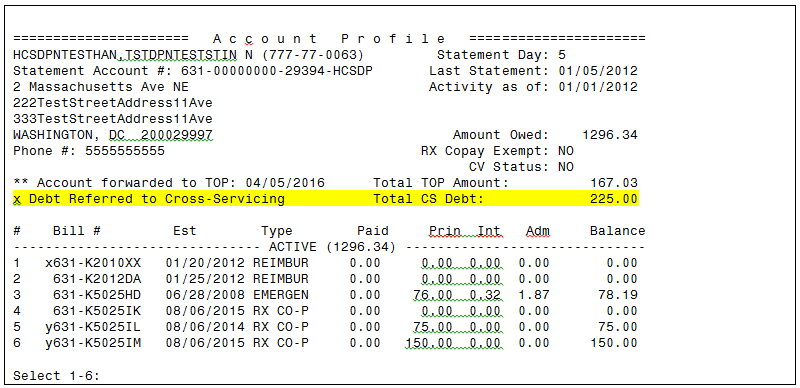 ======================   A c c o u n t   P r o f i l e   ======================
HCSDPNTESTHAN,TSTDPNTESTSTIN N (777-77-0063)         Statement Day: 5
Statement Account #: 631-00000000-29394-HCSDP       Last Statement: 01/05/2012
2 Massachusetts Ave NE                              Activity as of: 01/01/2012
222TestStreetAddress11Ave
333TestStreetAddress11Ave
WASHINGTON, DC  200029997                              Amount Owed:    1296.34
Phone #: 5555555555                                RX Copay Exempt: NO
                                                         CV Status: NO
** Account forwarded to TOP: 04/05/2016      Total TOP Amount:          167.03
x Debt Referred to Cross-Servicing           Total CS Debt:             225.00
#    Bill #       Est        Type        Paid     Prin  Int   Adm     Balance
------------------------------- ACTIVE (1296.34) ------------------------------
1   x631-K2010XX   01/20/2012 REIMBUR     0.00     0.00  0.00  0.00       0.00
2    631-K2012DA   01/25/2012 REIMBUR     0.00     0.00  0.00  0.00       0.00
3    631-K5025HD   06/28/2008 EMERGEN     0.00    76.00  0.32  1.87      78.19
4    631-K5025IK   08/06/2015 RX CO-P     0.00     0.00  0.00  0.00       0.00
5   y631-K5025IL   08/06/2014 RX CO-P     0.00    75.00  0.00  0.00      75.00
6   y631-K5025IM   08/06/2015 RX CO-P     0.00   150.00  0.00  0.00     150.00
Select 1-6: